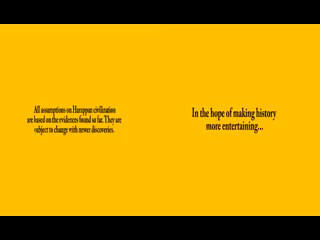 All assumptions on Harappan civilization
are based on the evidences found so far. They are
subject to change with newer discoveries.
In the hope of making history
more entertaining...